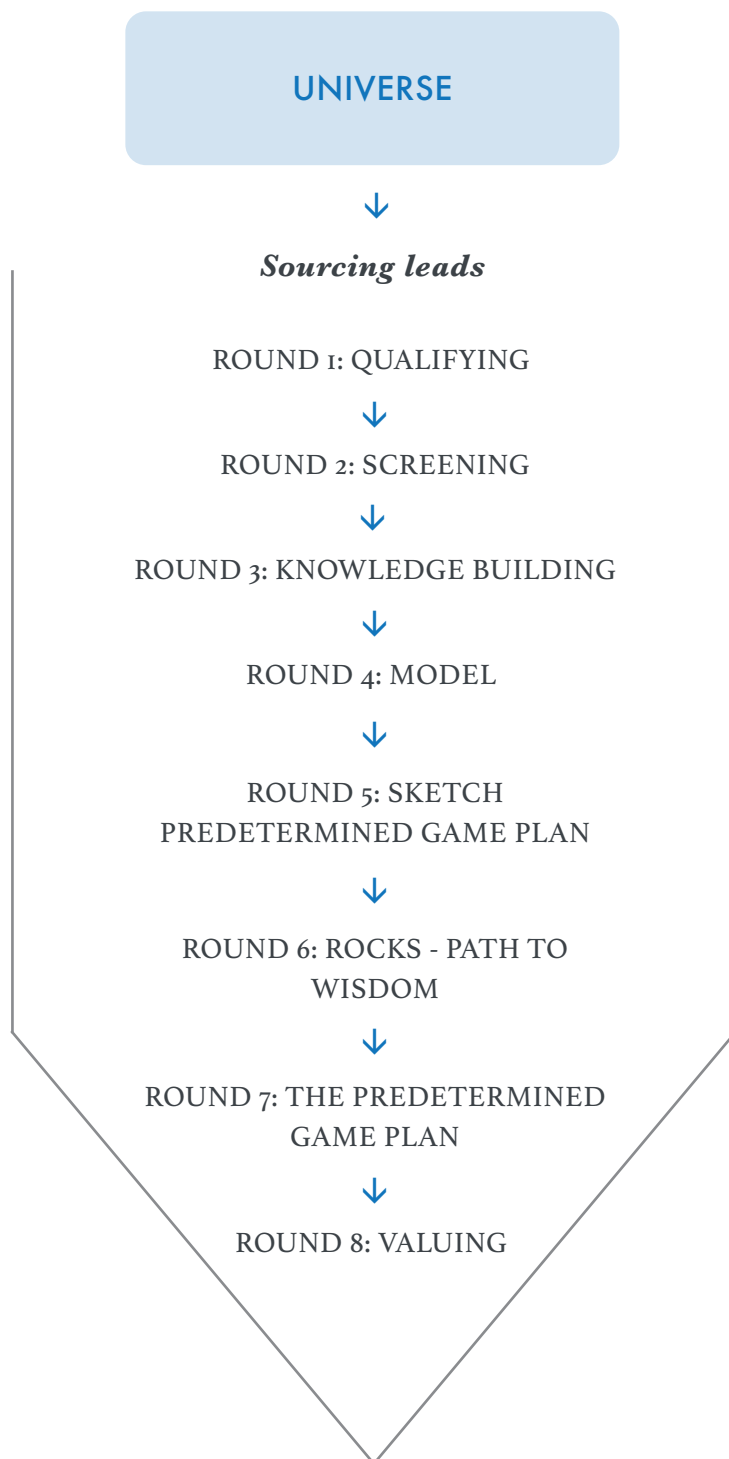 UNIVERSE
Sourcing leads
ROUND 1: QUALIFYING
ROUND 2: SCREENING
ROUND 3: KNOWLEDGE BUILDING
ROUND 4: MODEL
ROUND 5: SKETCH
PREDETERMINED GAME PLAN
ROUND 6: ROCKS - PATH TO
WISDOM
ROUND 7: THE PREDETERMINED
GAME PLAN
ROUND 8: VALUING